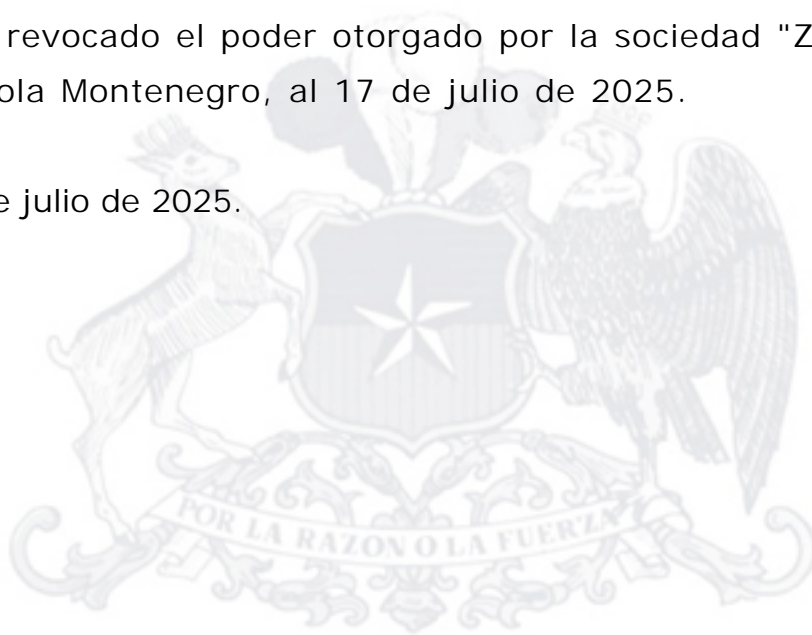 revocado el poder otorgado por la sociedad "Z
ola Montenegro, al 17 de julio de 2025.
e julio de 2025.
POR LA RAZON O LA FUERZA